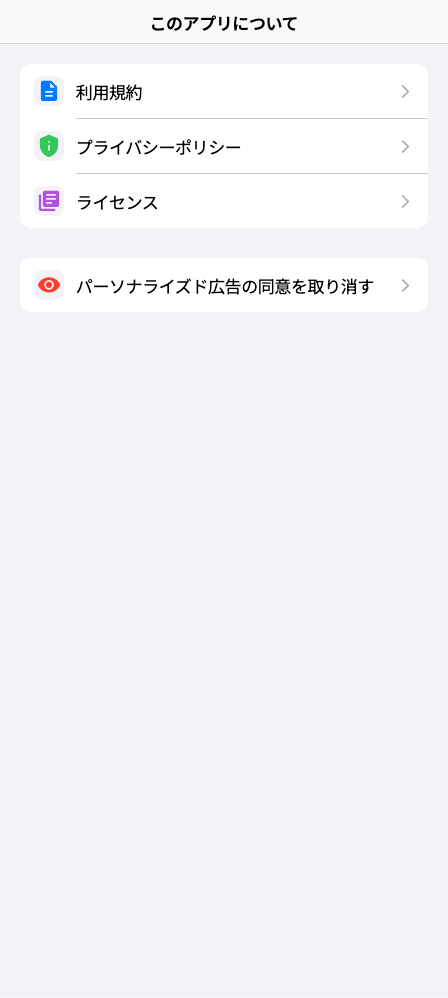 このアプリについて
利用規約
プライバシーポリシー
ライセンス
パーソナライズド広告の同意を取り消す